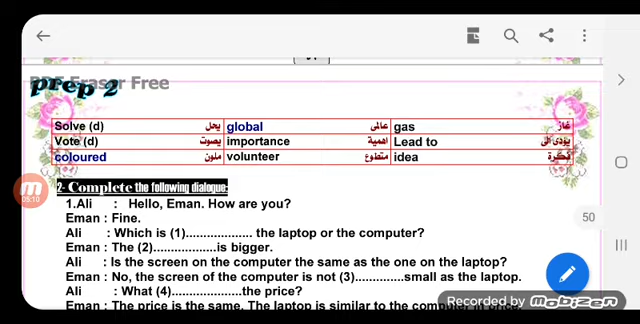 PDF Eraser Free
prep 2
Solve (d) يحل global عالمى gas غاز
Vote (d) يصوت importance اهمية Lead to يؤدى الى
coloured ملون volunteer متطوع idea فكرة
2- Complete the following dialogue:
1.Ali : Hello, Eman. How are you?
Eman : Fine.
Ali : Which is (1)................... the laptop or the computer?
Eman : The (2)................is bigger.
Ali : Is the screen on the computer the same as the one on the laptop?
Eman : No, the screen of the computer is not (3)..............small as the laptop.
Ali : What (4)....................the price?
Eman : The price is the same. The laptop is similar to the computer in price.
05:10
50
Recorded by Mobizen